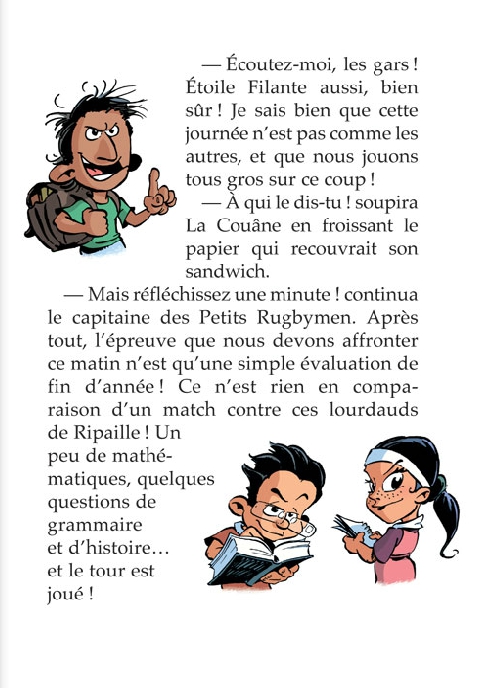 — Écoutez-moi, les gars !
Étoile Filante aussi, bien
sûr ! Je sais bien que cette
journée n’est pas comme les
autres, et que nous jouons
tous gros sur ce coup !
— À qui le dis-tu ! soupira
La Couâne en froissant le
papier qui recouvrait son
sandwich.
— Mais réfléchissez une minute ! continua
le capitaine des Petits Rugbymen. Après
tout, l’épreuve que nous devons affronter
ce matin n’est qu’une simple évaluation de
fin d’année ! Ce n’est rien en compa-
raison d’un match contre ces lourdauds
de Ripaille ! Un
peu de mathé-
matiques, quelques
questions de
grammaire
et d’histoire…
et le tour est
joué !